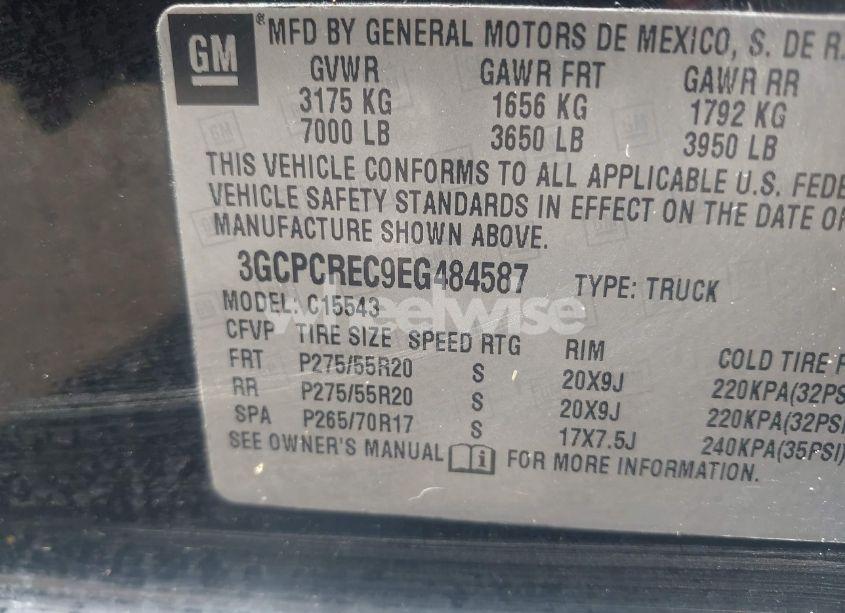 GM
® MFD BY GENERAL MOTORS DE MEXICO, S. DE R.
GVWR GAWR FRT GAWR RR
3175 KG 1656 KG 1792 KG
7000 LB 3650 LB 3950 LB
THIS VEHICLE CONFORMS TO ALL APPLICABLE U.S. FEDE
VEHICLE SAFETY STANDARDS IN EFFECT ON THE DATE OF
MANUFACTURE SHOWN ABOVE.
3GCPCREC9EG484587 TYPE: TRUCK
MODEL: C15543
wheelwise
CFVP TIRE SIZE SPEED RTG RIM COLD TIRE P
FRT P275/55R20 S 20X9J 220KPA(32PSI
RR P275/55R20 S 20X9J 220KPA(32PSI
SPA P265/70R17 S 17X7.5J 240KPA(35PSI)
SEE OWNER'S MANUAL i FOR MORE INFORMATION.